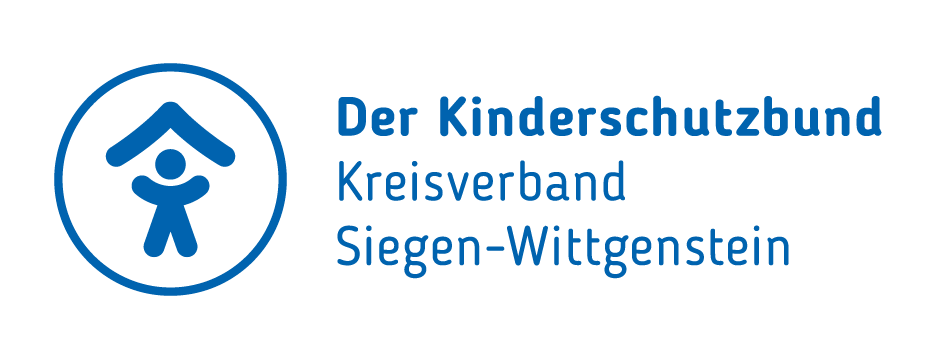 Der Kinderschutzbund
Kreisverband
Siegen-Wittgenstein